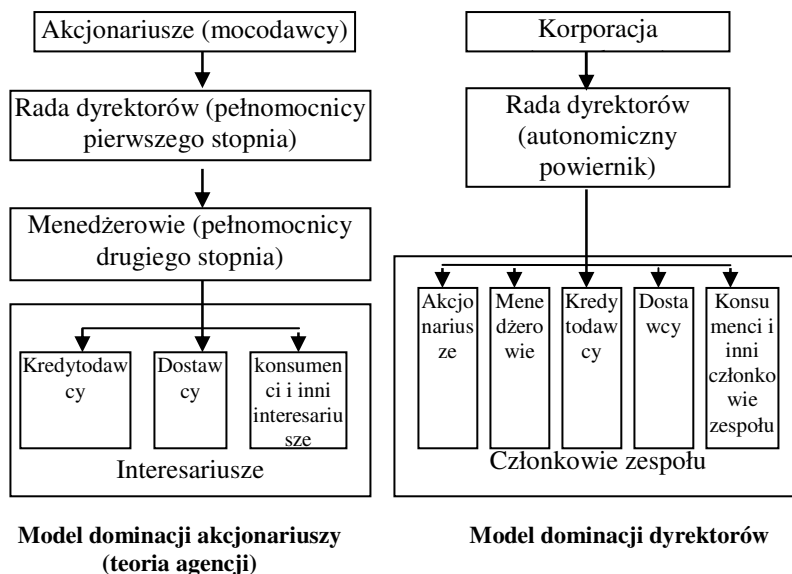 Akcjonariusze (mocodawcy)
Rada dyrektorów (pełnomocnicy
pierwszego stopnia)
Menedżerowie (pełnomocnicy
drugiego stopnia)
Kredytodaw
cy
Dostaw
cy
konsumen
ci i inni
interesariu
sze
Interesariusze
Model dominacji akcjonariuszy
(teoria agencji)
Korporacja
Rada dyrektorów
(autonomiczny
powiernik)
Akcjo
narius
ze
Mene
dżero
wie
Kredy
todaw
cy
Dosta
wcy
Konsu
menci i
inni
członko
wie
zespołu
Członkowie zespołu
Model dominacji dyrektorów